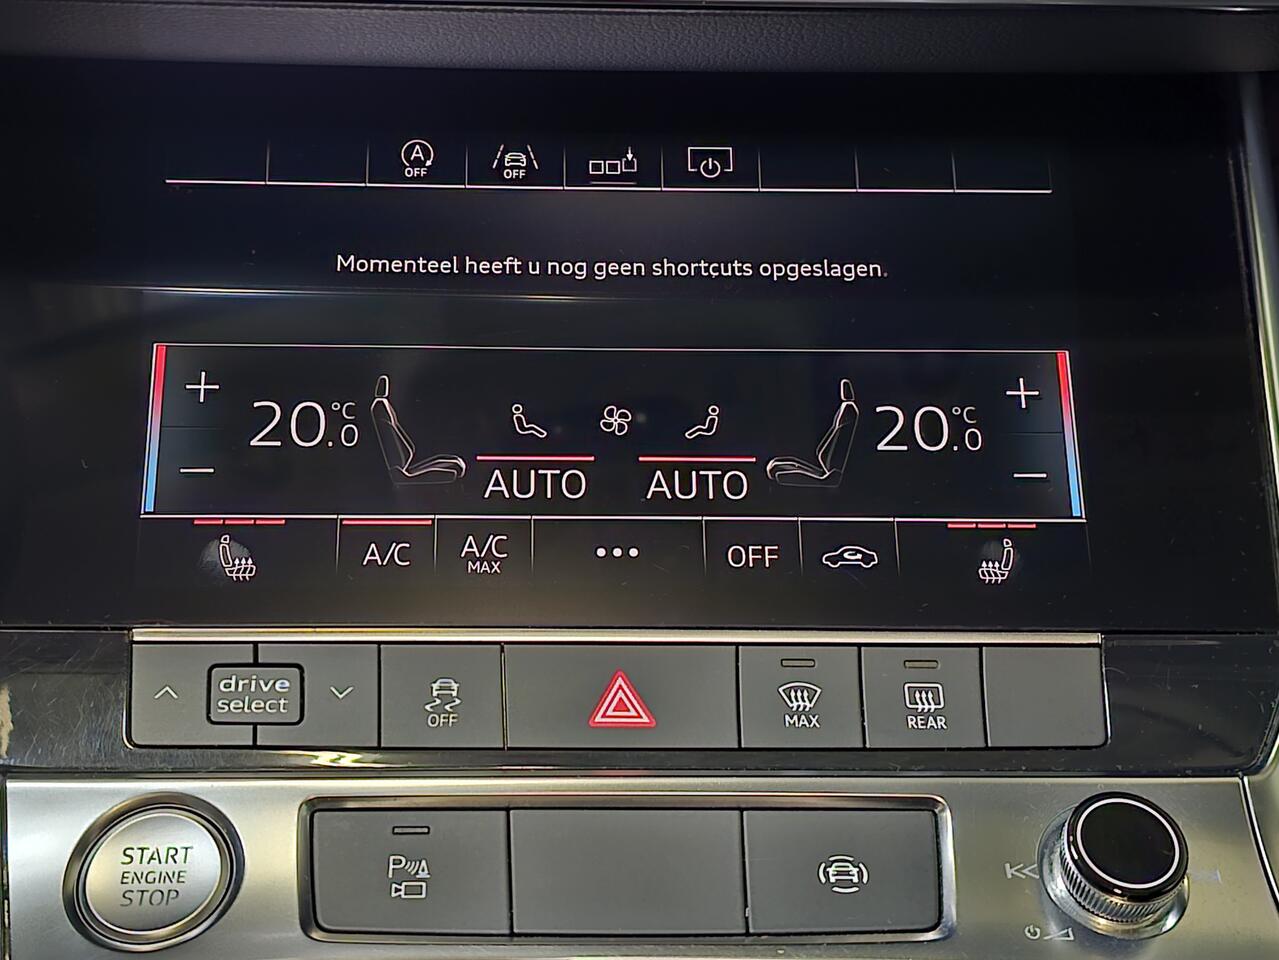 A
OFF
OFF
Momenteel heeft u nog geen shortcuts opgeslagen.
+ 20.0 °C 20.0 °C +
− AUTO AUTO −
A/C A/C MAX ••• OFF
drive select
OFF
MAX
REAR
START
ENGINE
STOP
P